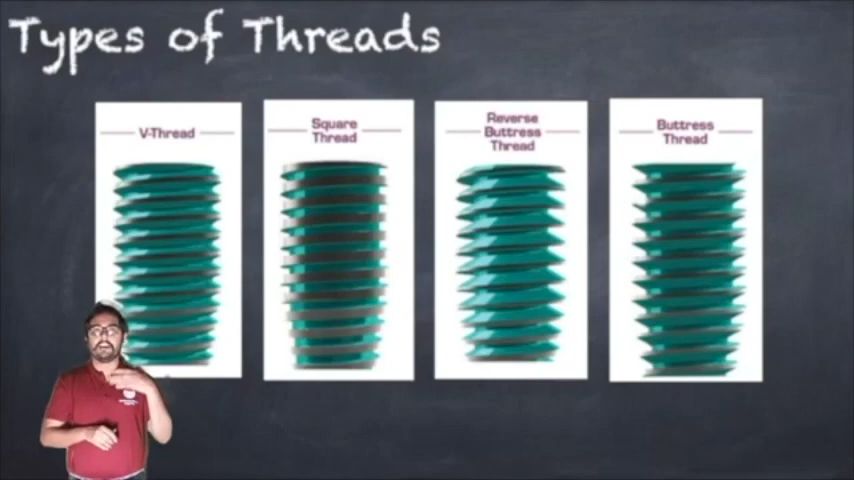 Types of Threads
V-Thread
Square
Thread
Reverse
Buttress
Thread
Buttress
Thread